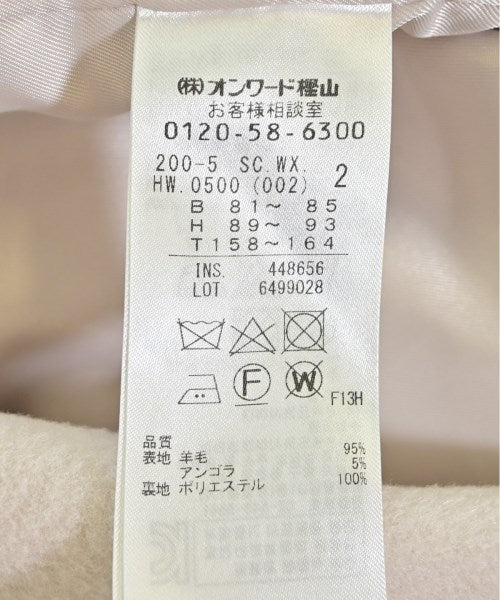 (株)オンワード樫山
お客様相談室
0120-58-6300
200-5 SC.WX. 2
HW.0500 (002)
B 81～ 85
H 89～ 93
T158～164
INS. 448656
LOT 6499028
F W F13H
品質
表地 羊毛 95%
アンゴラ 5%
裏地 ポリエステル 100%